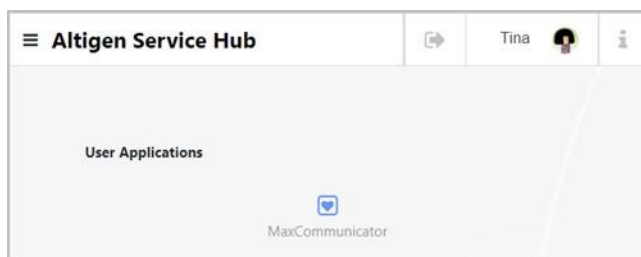 Altigen Service Hub
Tina
User Applications
MaxCommunicator